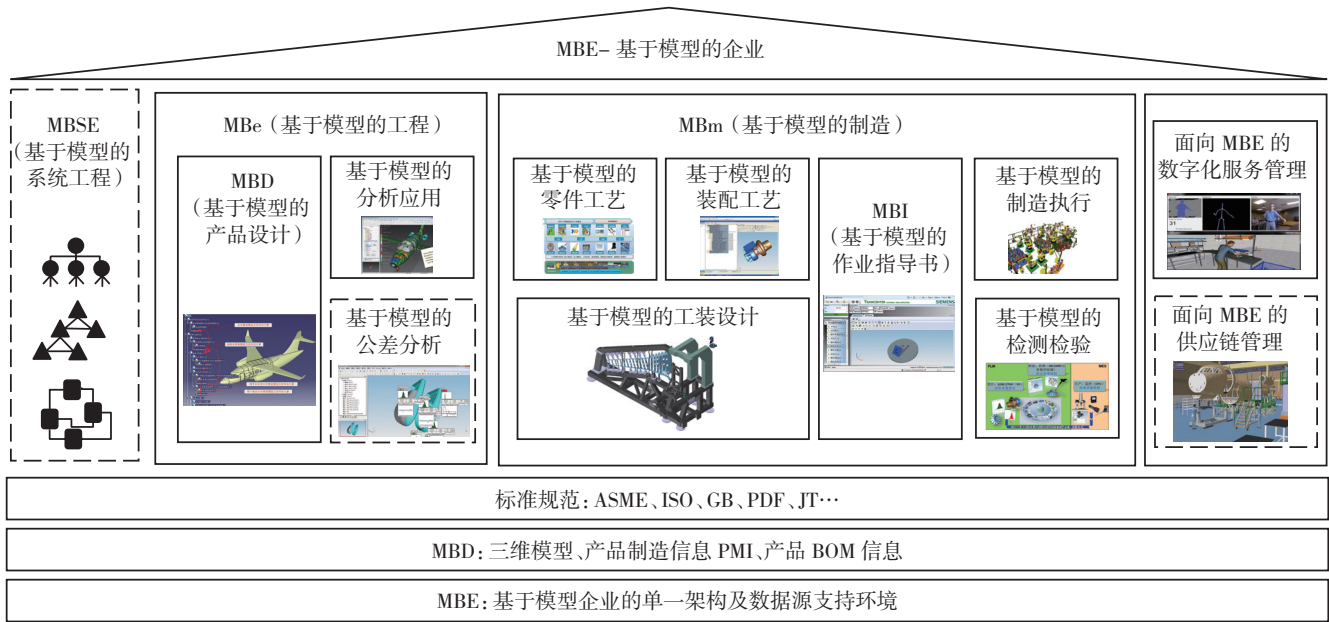 MBE-基于模型的企业
MBSE
(基于模型的
系统工程)
MBe(基于模型的工程)
MBD
(基于模型的
产品设计)
基于模型的
分析应用
基于模型的
公差分析
MBm(基于模型的制造)
基于模型的
零件工艺
基于模型的
装配工艺
基于模型的工装设计
MBI
(基于模型的
作业指导书)
SIEMENS
基于模型的
制造执行
基于模型的
检测检验
PLM
MES
面向 MBE 的
数字化服务管理
31
面向 MBE 的
供应链管理
标准规范:ASME、ISO、GB、PDF、JT…
MBD:三维模型、产品制造信息 PMI、产品 BOM 信息
MBE:基于模型企业的单一架构及数据源支持环境